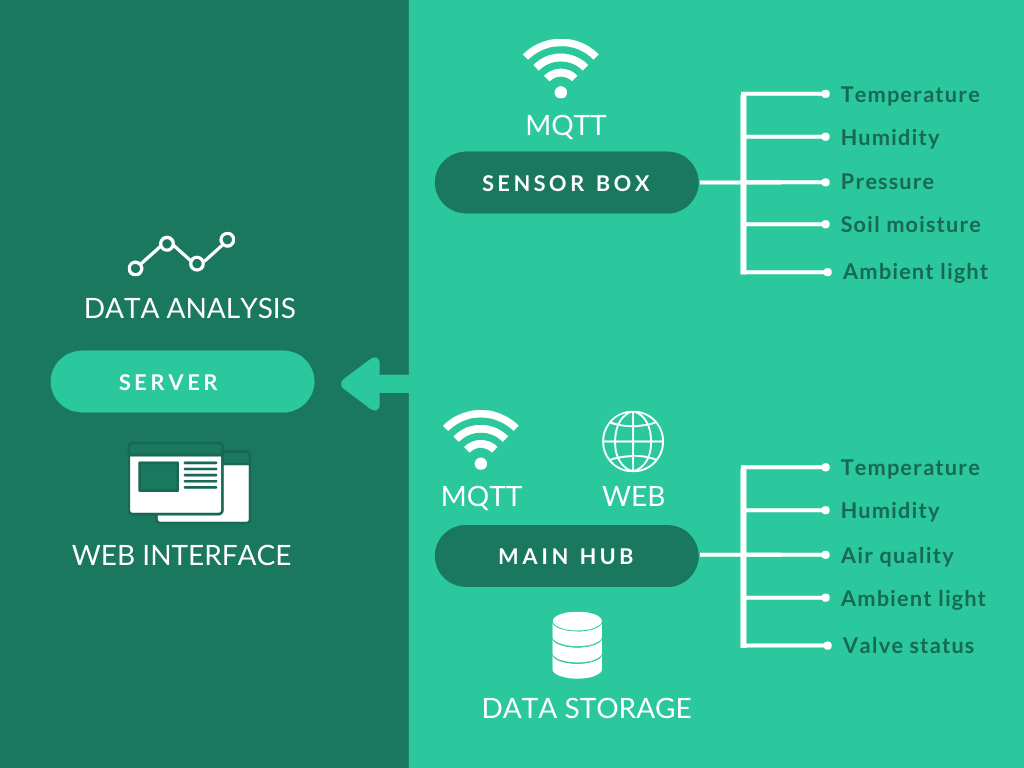 DATA ANALYSIS
SERVER
WEB INTERFACE
MQTT
SENSOR BOX
Temperature
Humidity
Pressure
Soil moisture
Ambient light
MQTT
WEB
MAIN HUB
DATA STORAGE
Temperature
Humidity
Air quality
Ambient light
Valve status